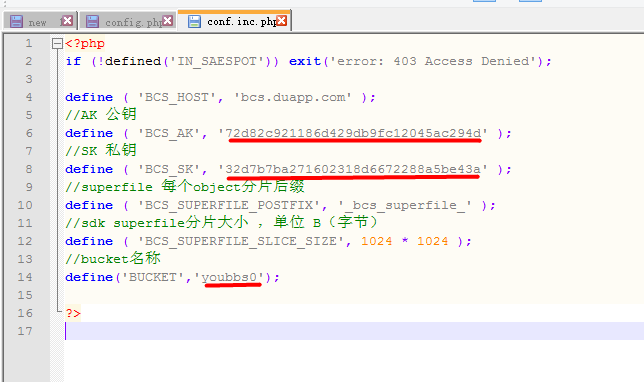 new 1 config.php conf.inc.php
1 <?php
2 if (!defined('IN_SAESPOT')) exit('error: 403 Access Denied');
3
4 define ( 'BCS_HOST', 'bcs.duapp.com' );
5 //AK 公钥
6 define ( 'BCS_AK', '72d82c921186d429db9fc12045ac294d' );
7 //SK 私钥
8 define ( 'BCS_SK', '32d7b7ba271602318d6672288a5be43a' );
9 //superfile 每个object分片后缀
10 define ( 'BCS_SUPERFILE_POSTFIX', '_bcs_superfile_' );
11 //sdk superfile分片大小 ，单位 B（字节）
12 define ( 'BCS_SUPERFILE_SLICE_SIZE', 1024 * 1024 );
13 //bucket名称
14 define('BUCKET','youbbs0');
15
16 ?>
17